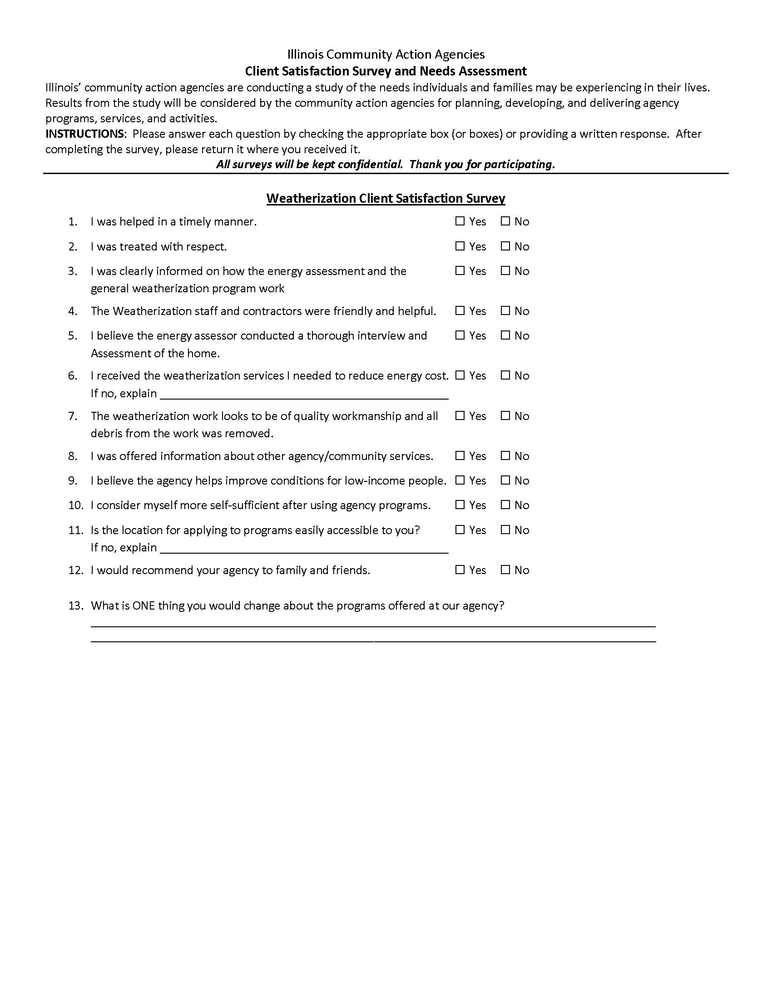 Illinois Community Action Agencies
Client Satisfaction Survey and Needs Assessment
Illinois’ community action agencies are conducting a study of the needs individuals and families may be experiencing in their lives.
Results from the study will be considered by the community action agencies for planning, developing, and delivering agency
programs, services, and activities.
INSTRUCTIONS:  Please answer each question by checking the appropriate box (or boxes) or providing a written response.  After
completing the survey, please return it where you received it.
All surveys will be kept confidential.  Thank you for participating.
Weatherization Client Satisfaction Survey
1. I was helped in a timely manner. ☐ Yes ☐ No
2. I was treated with respect. ☐ Yes ☐ No
3. I was clearly informed on how the energy assessment and the ☐ Yes ☐ No
general weatherization program work
4. The Weatherization staff and contractors were friendly and helpful. ☐ Yes ☐ No
5. I believe the energy assessor conducted a thorough interview and ☐ Yes ☐ No
Assessment of the home.
6. I received the weatherization services I needed to reduce energy cost. ☐ Yes ☐ No
If no, explain
7. The weatherization work looks to be of quality workmanship and all ☐ Yes ☐ No
debris from the work was removed.
8. I was offered information about other agency/community services. ☐ Yes ☐ No
9. I believe the agency helps improve conditions for low-income people. ☐ Yes ☐ No
10. I consider myself more self-sufficient after using agency programs. ☐ Yes ☐ No
11. Is the location for applying to programs easily accessible to you? ☐ Yes ☐ No
If no, explain
12. I would recommend your agency to family and friends. ☐ Yes ☐ No
13. What is ONE thing you would change about the programs offered at our agency?